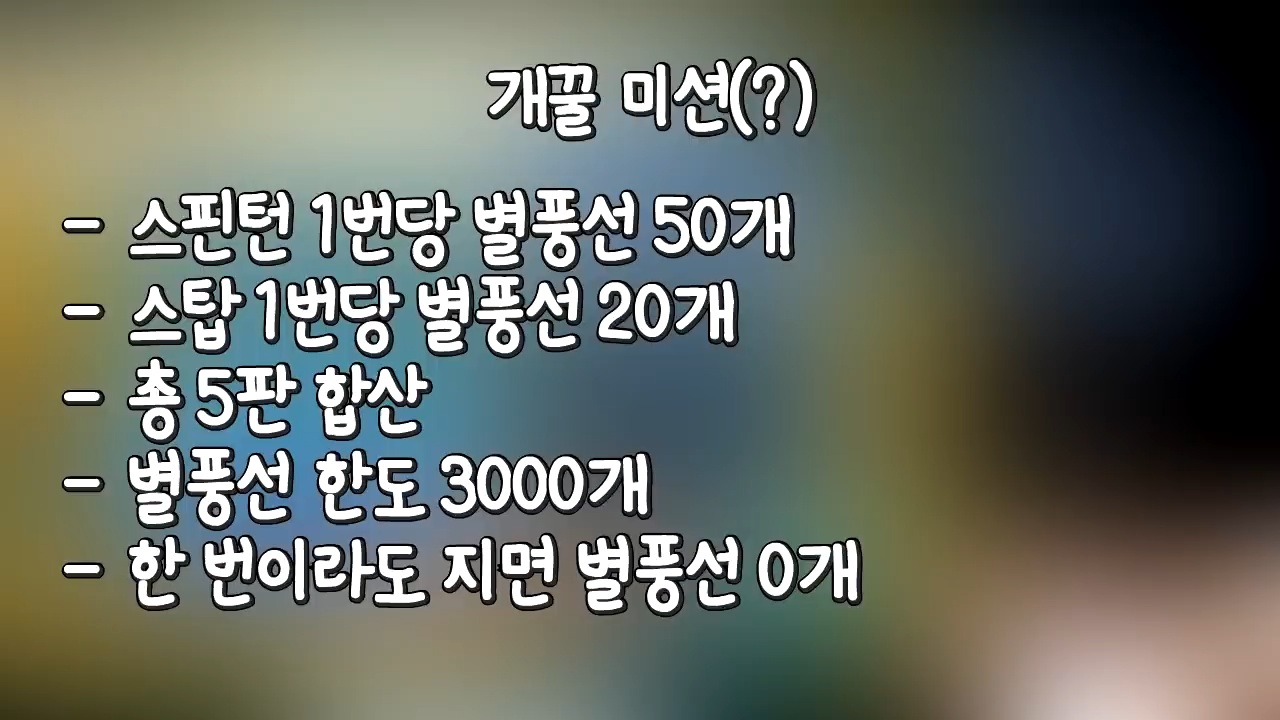 개꿀 미션(?)
- 스핀턴 1번당 별풍선 50개
- 스탑 1번당 별풍선 20개
- 총 5판 합산
- 별풍선 한도 3000개
- 한 번이라도 지면 별풍선 0개